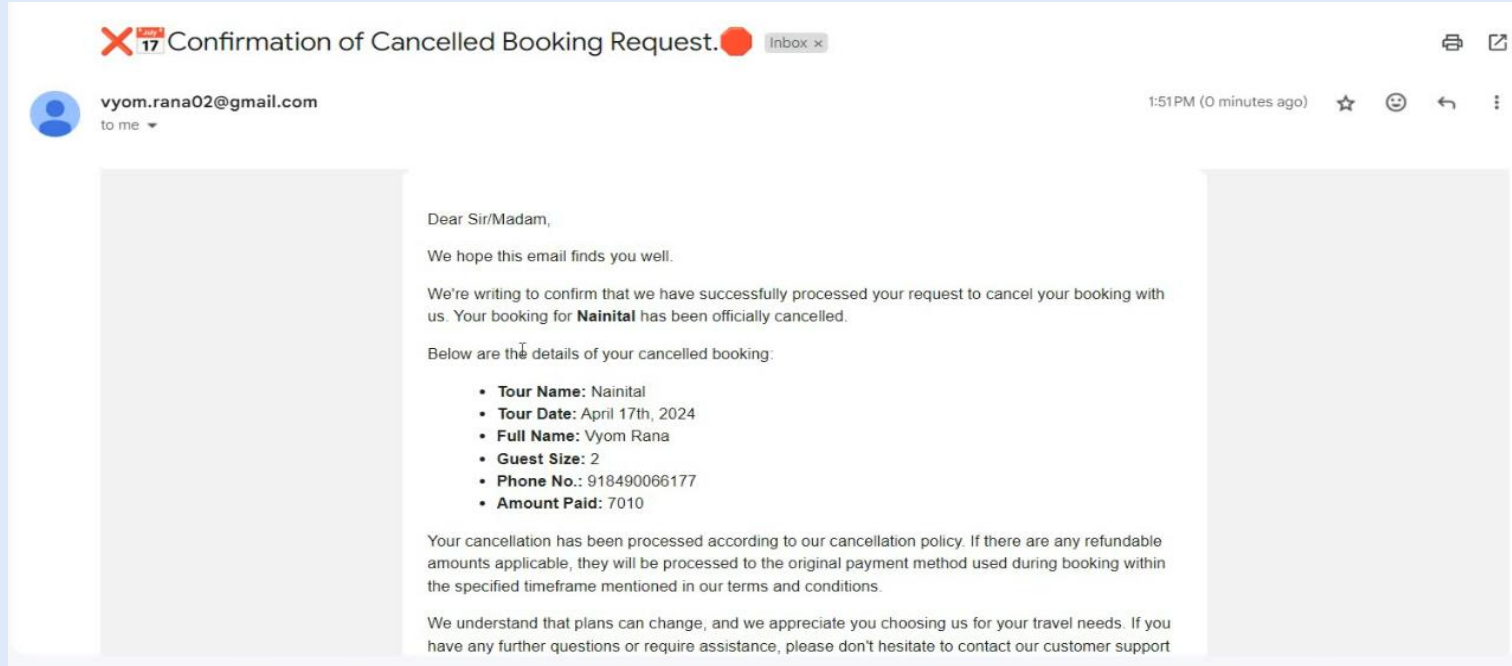 ❌📅Confirmation of Cancelled Booking Request.🛑 Inbox ×
vyom.rana02@gmail.com
1:51 PM (0 minutes ago)
to me
Dear Sir/Madam,
We hope this email finds you well.
We're writing to confirm that we have successfully processed your request to cancel your booking with
us. Your booking for Nainital has been officially cancelled.
Below are the details of your cancelled booking:
• Tour Name: Nainital
• Tour Date: April 17th, 2024
• Full Name: Vyom Rana
• Guest Size: 2
• Phone No.: 918490066177
• Amount Paid: 7010
Your cancellation has been processed according to our cancellation policy. If there are any refundable
amounts applicable, they will be processed to the original payment method used during booking within
the specified timeframe mentioned in our terms and conditions.
We understand that plans can change, and we appreciate you choosing us for your travel needs. If you
have any further questions or require assistance, please don't hesitate to contact our customer support